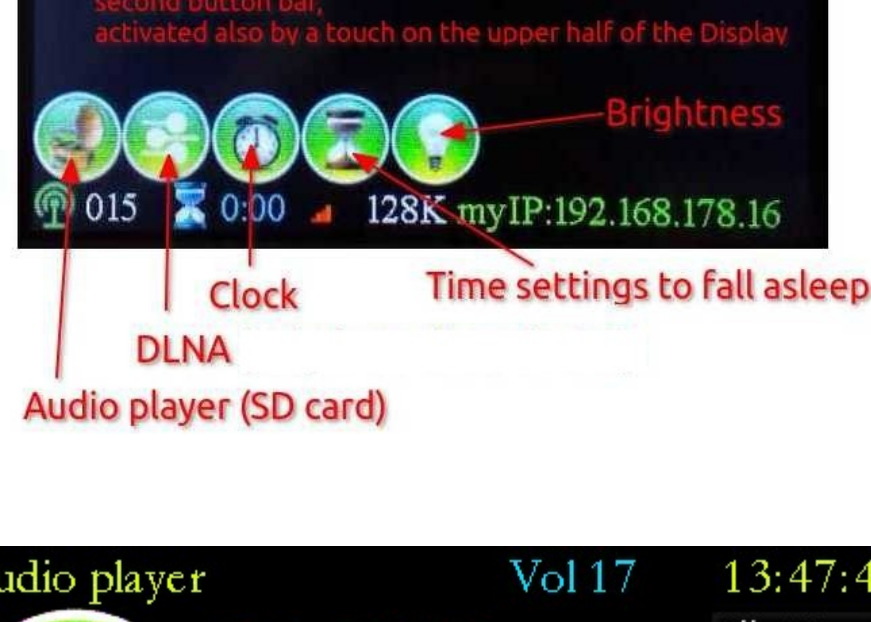 second button bar,
activated also by a touch on the upper half of the Display
Brightness
015 0:00 128K myIP:192.168.178.16
Clock
Time settings to fall asleep
DLNA
Audio player (SD card)
udio player Vol 17 13:47:4